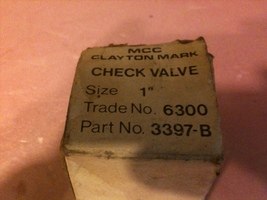 MCC
CLAYTON MARK
CHECK VALVE
Size 1"
Trade No. 6300
Part No. 3397-B